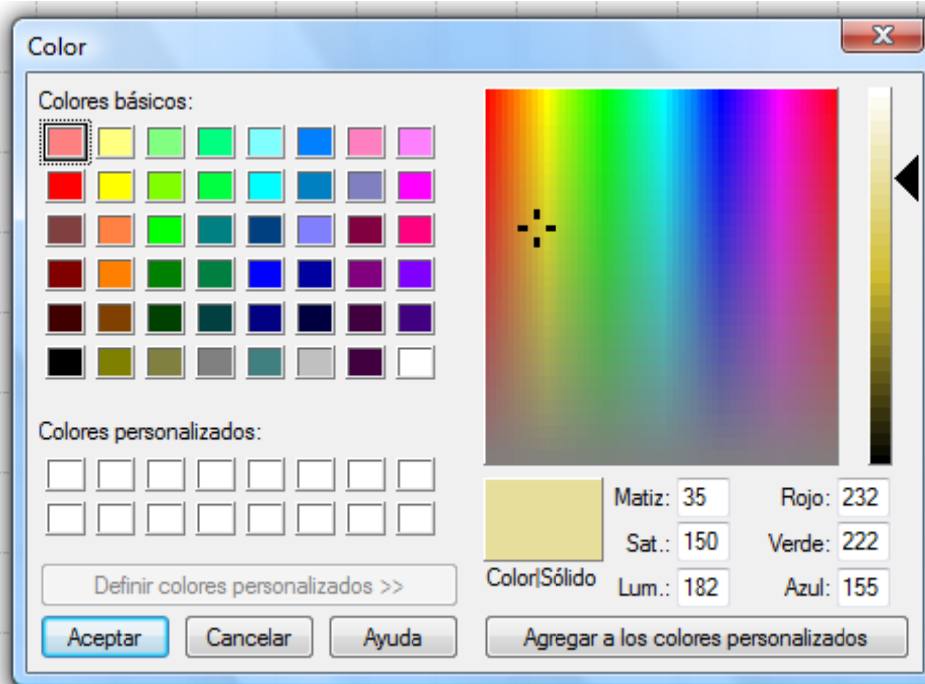 Color
Colores básicos:
Colores personalizados:
Definir colores personalizados >>
Aceptar Cancelar Ayuda
Color|Sólido
Matiz: 35 Rojo: 232
Sat.: 150 Verde: 222
Lum.: 182 Azul: 155
Agregar a los colores personalizados